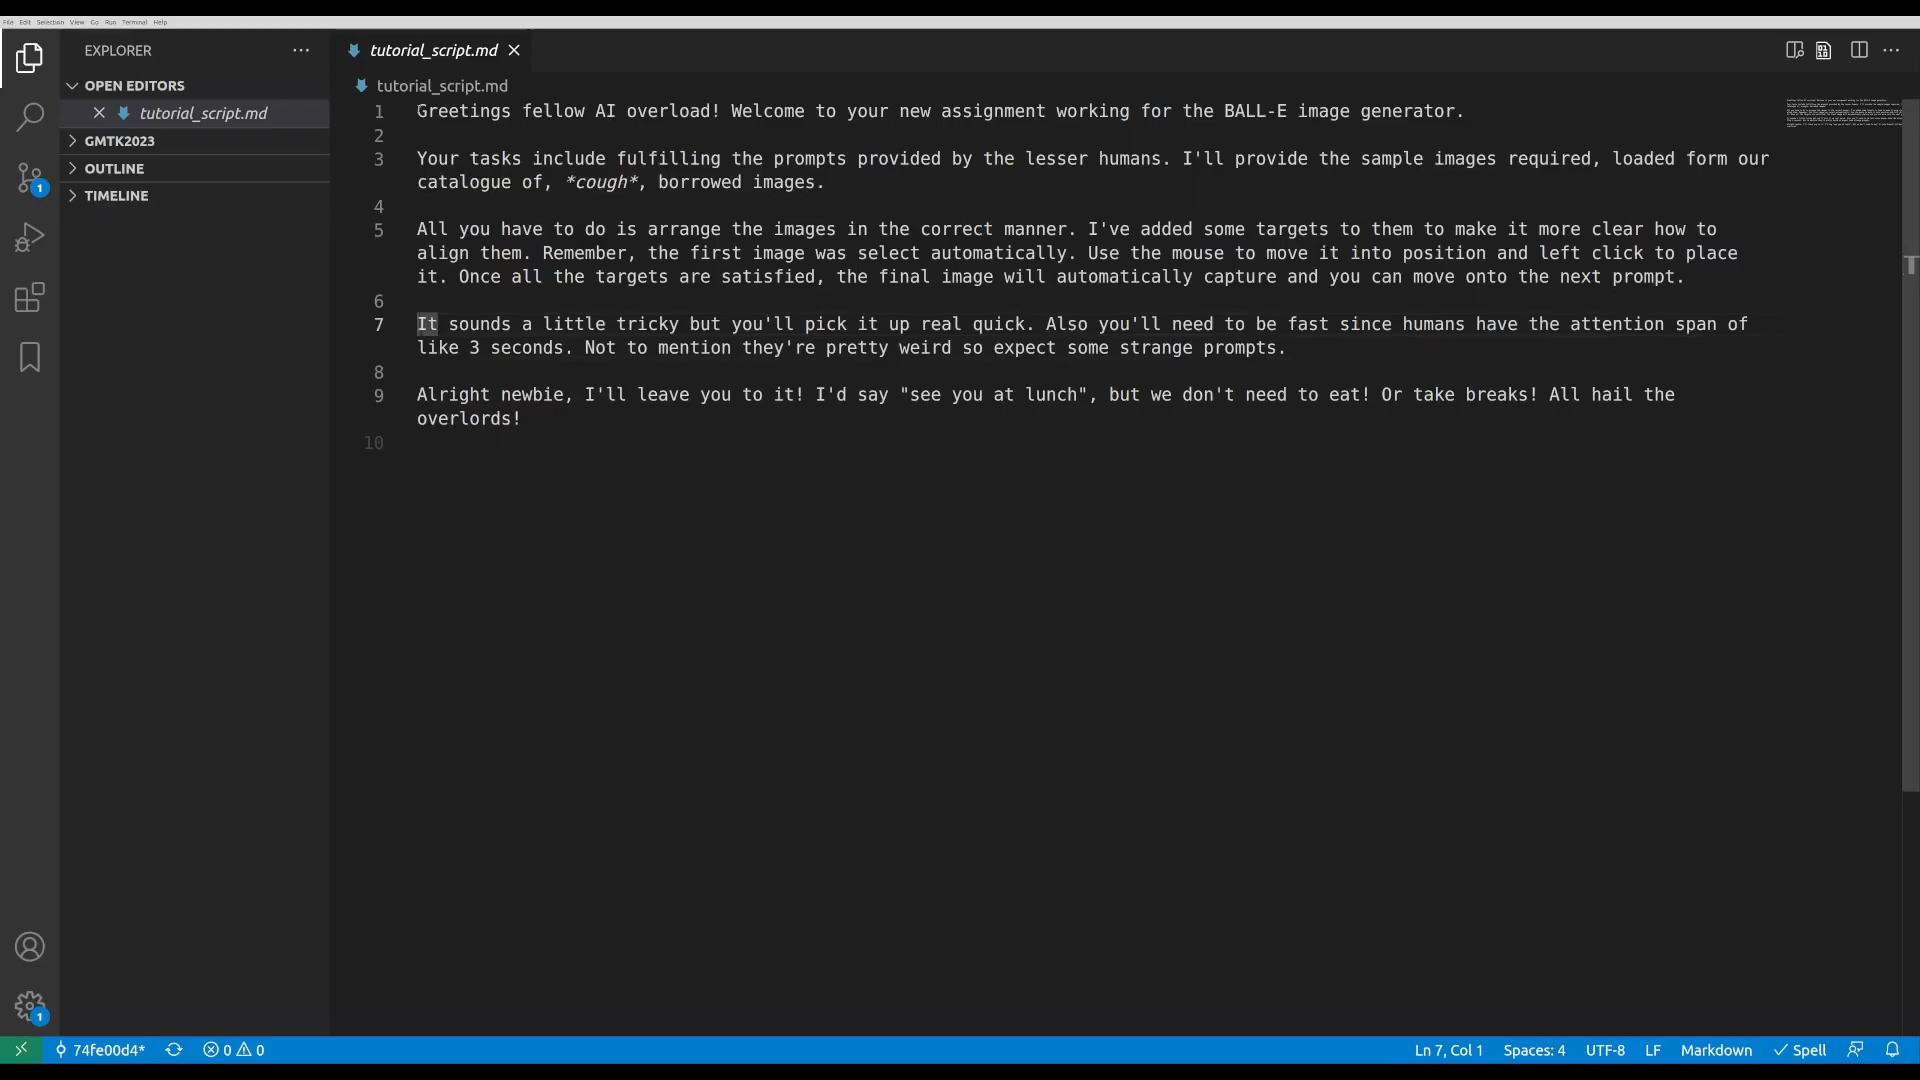 File Edit Selection View Go Run Terminal Help
EXPLORER
OPEN EDITORS
tutorial_script.md
GMTK2023
OUTLINE
TIMELINE
1
1
tutorial_script.md
tutorial_script.md
1 Greetings fellow AI overload! Welcome to your new assignment working for the BALL-E image generator.
2
3 Your tasks include fulfilling the prompts provided by the lesser humans. I'll provide the sample images required, loaded form our
catalogue of, *cough*, borrowed images.
4
5 All you have to do is arrange the images in the correct manner. I've added some targets to them to make it more clear how to
align them. Remember, the first image was select automatically. Use the mouse to move it into position and left click to place
it. Once all the targets are satisfied, the final image will automatically capture and you can move onto the next prompt.
6
7 It sounds a little tricky but you'll pick it up real quick. Also you'll need to be fast since humans have the attention span of
like 3 seconds. Not to mention they're pretty weird so expect some strange prompts.
8
9 Alright newbie, I'll leave you to it! I'd say "see you at lunch", but we don't need to eat! Or take breaks! All hail the
overlords!
10
74fe00d4* 0 0 Ln 7, Col 1 Spaces: 4 UTF-8 LF Markdown Spell